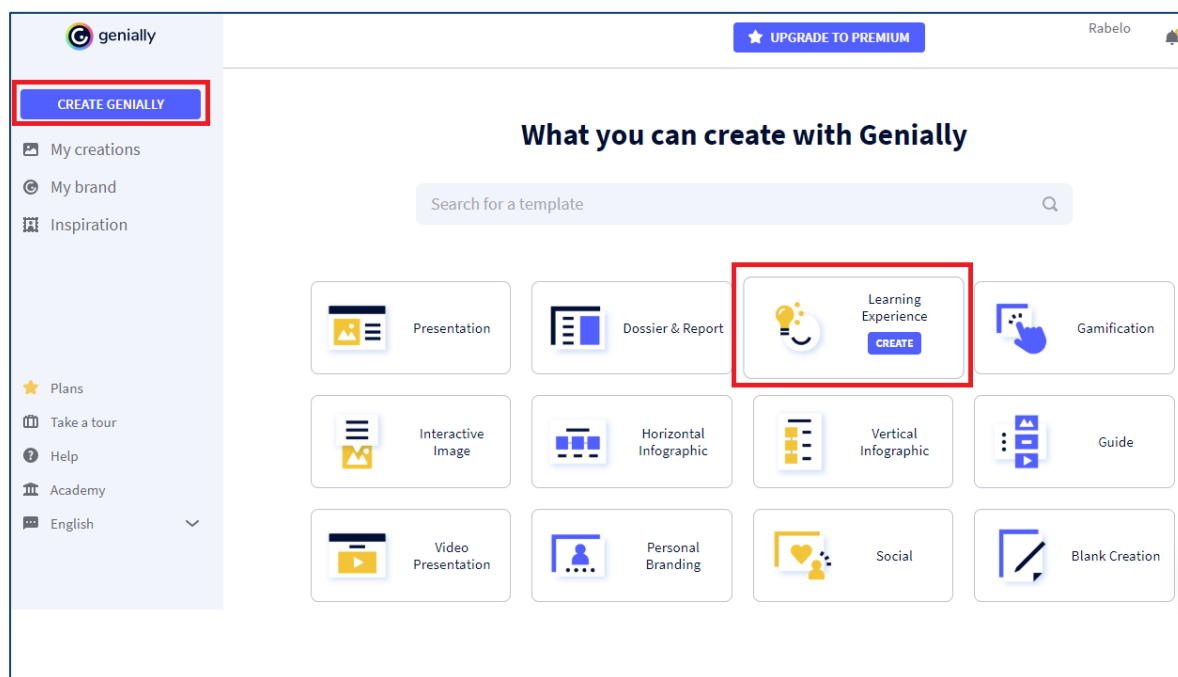 genially
UPGRADE TO PREMIUM
Rabelo
CREATE GENIALLY
My creations
My brand
Inspiration
Plans
Take a tour
Help
Academy
English
What you can create with Genially
Search for a template
Presentation
Dossier & Report
Learning
Experience
CREATE
Gamification
Interactive
Image
Horizontal
Infographic
Vertical
Infographic
Guide
Video
Presentation
Personal
Branding
Social
Blank Creation